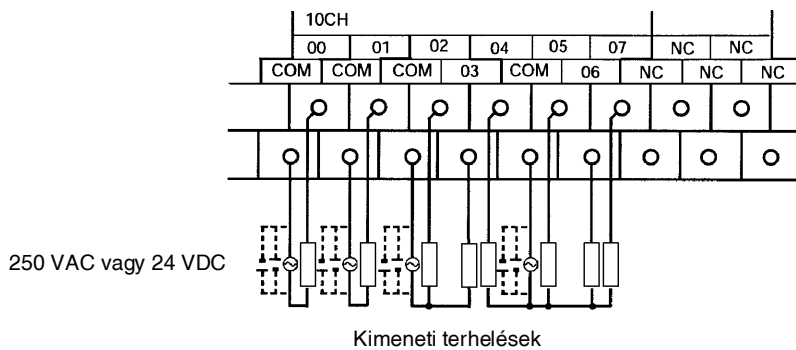 10CH
00 01 02 04 05 07 NC NC
COM COM COM 03 COM 06 NC NC NC
250 VAC vagy 24 VDC
Kimeneti terhelések